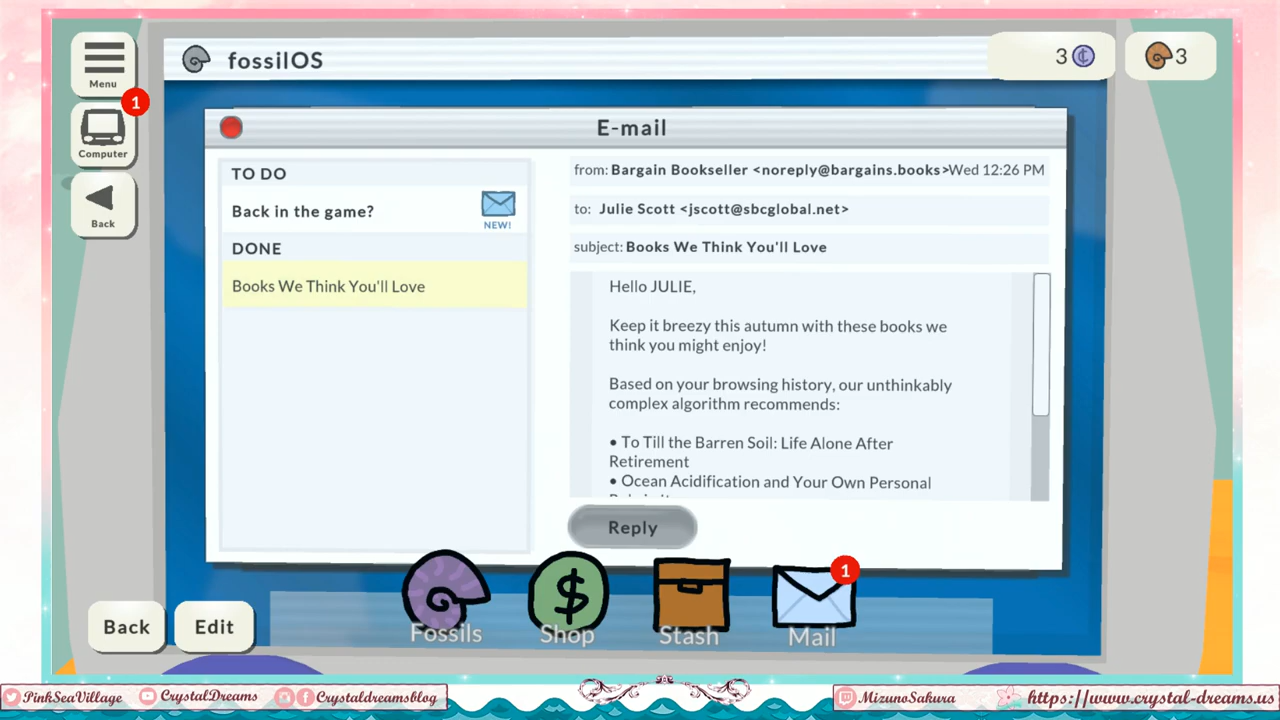 fossilOS
3
3
Menu
1
Computer
Back
E-mail
TO DO
Back in the game?
NEW!
DONE
Books We Think You'll Love
from: Bargain Bookseller <noreply@bargains.books>Wed 12:26 PM
to: Julie Scott <jscott@sbcglobal.net>
subject: Books We Think You'll Love
Hello JULIE,
Keep it breezy this autumn with these books we
think you might enjoy!
Based on your browsing history, our unthinkably
complex algorithm recommends:
• To Till the Barren Soil: Life Alone After
Retirement
• Ocean Acidification and Your Own Personal
Reply
Back
Edit
Fossils
Shop
Stash
1
Mail
PinkSeaVillage
CrystalDreams
Crystaldreamsblog
MizunoSakura
https://www.crystal-dreams.us